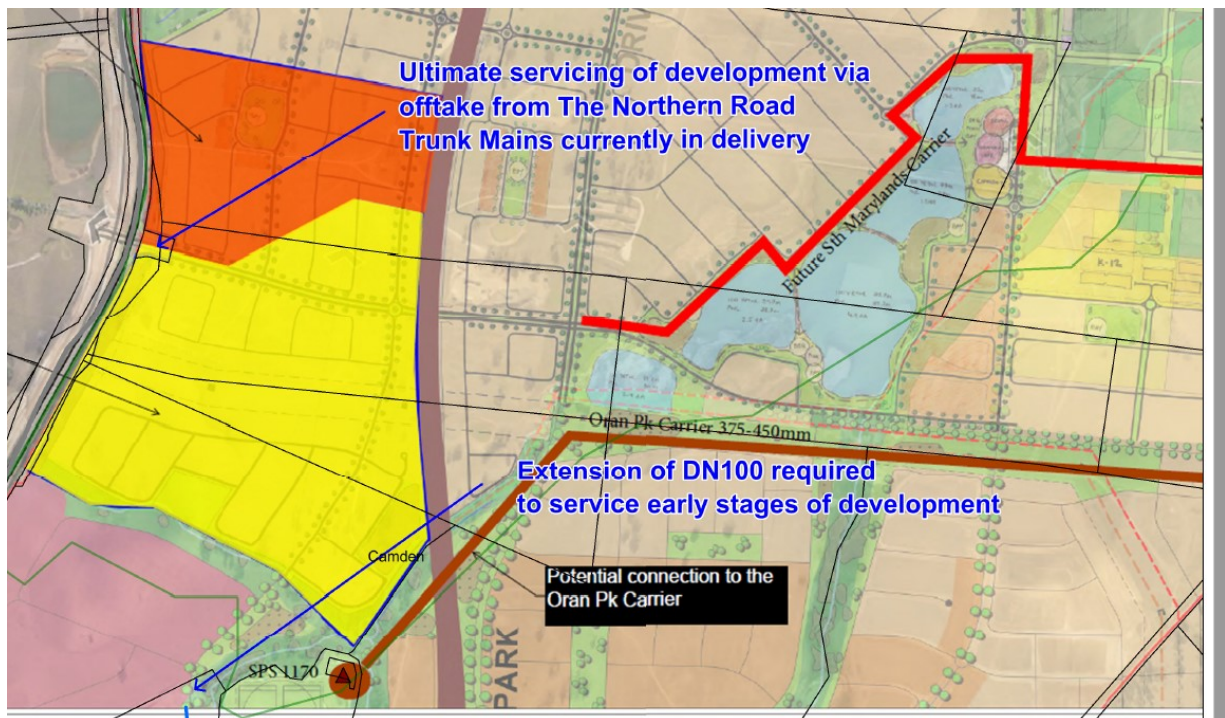 Ultimate servicing of development via
offtake from The Northern Road
Trunk Mains currently in delivery
Future Sth Marylands Carrier
K-12
Oran Pk Carrier 375-450mm
Extension of DN100 required
to service early stages of development
Camden
Potential connection to the
Oran Pk Carrier
SPS 1170
PARK